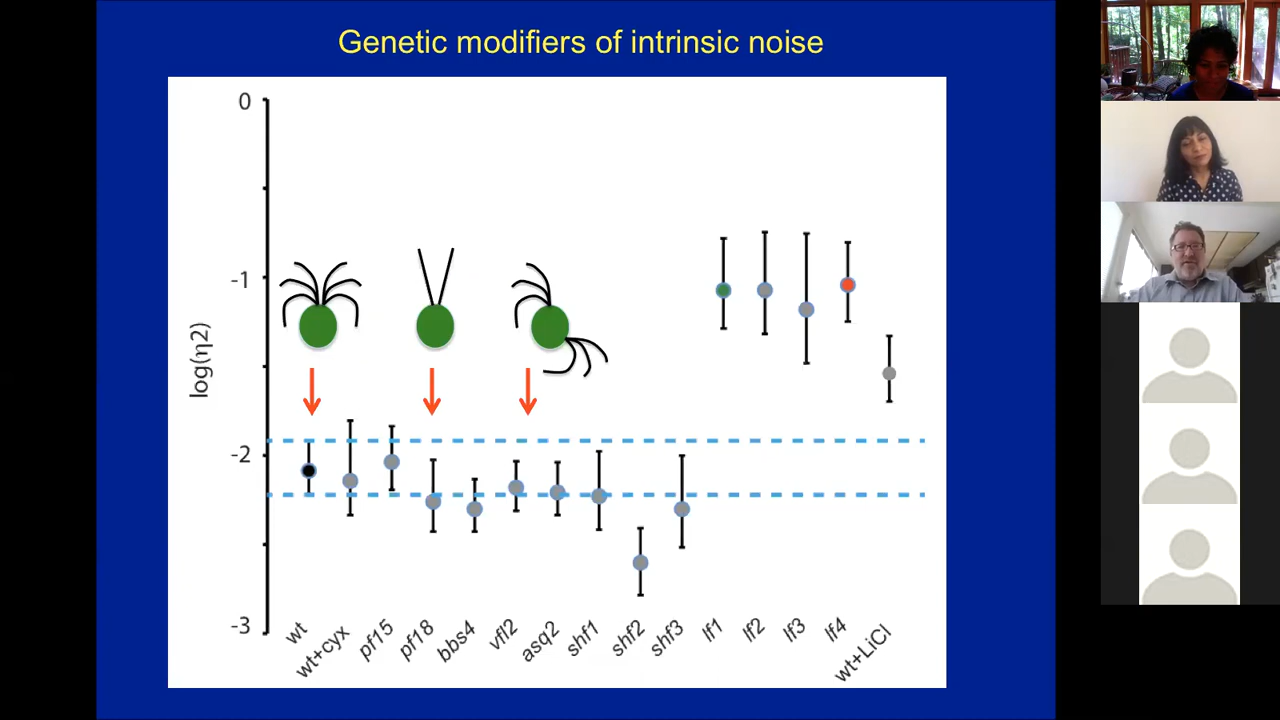 Genetic modifiers of intrinsic noise
0
-1
-2
-3
log(η2)
wt
wt+cyx
pf15
pf18
bbs4
vfl2
asq2
shf1
shf2
shf3
lf1
lf2
lf3
lf4
wt+LiCl